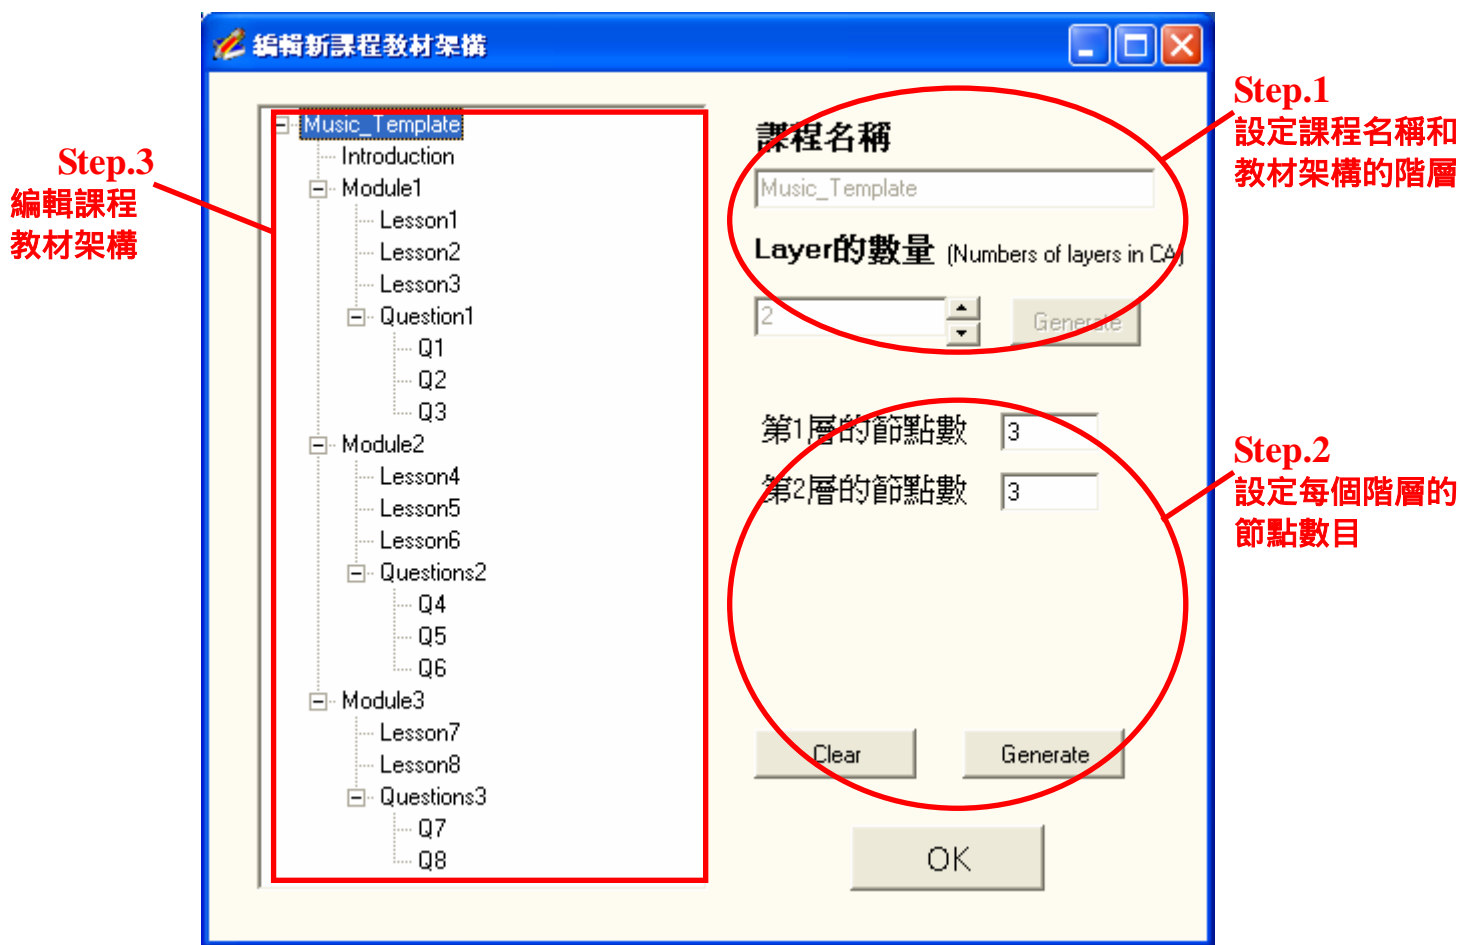 編輯新課程教材架構
Step.3
編輯課程
教材架構
Music_Template
Introduction
Module1
Lesson1
Lesson2
Lesson3
Question1
Q1
Q2
Q3
Module2
Lesson4
Lesson5
Lesson6
Questions2
Q4
Q5
Q6
Module3
Lesson7
Lesson8
Questions3
Q7
Q8
課程名稱
Music_Template
Layer的數量 (Numbers of layers in CA)
2
Generate
第1層的節點數 3
第2層的節點數 3
Clear Generate
OK
Step.1
設定課程名稱和
教材架構的階層
Step.2
設定每個階層的
節點數目